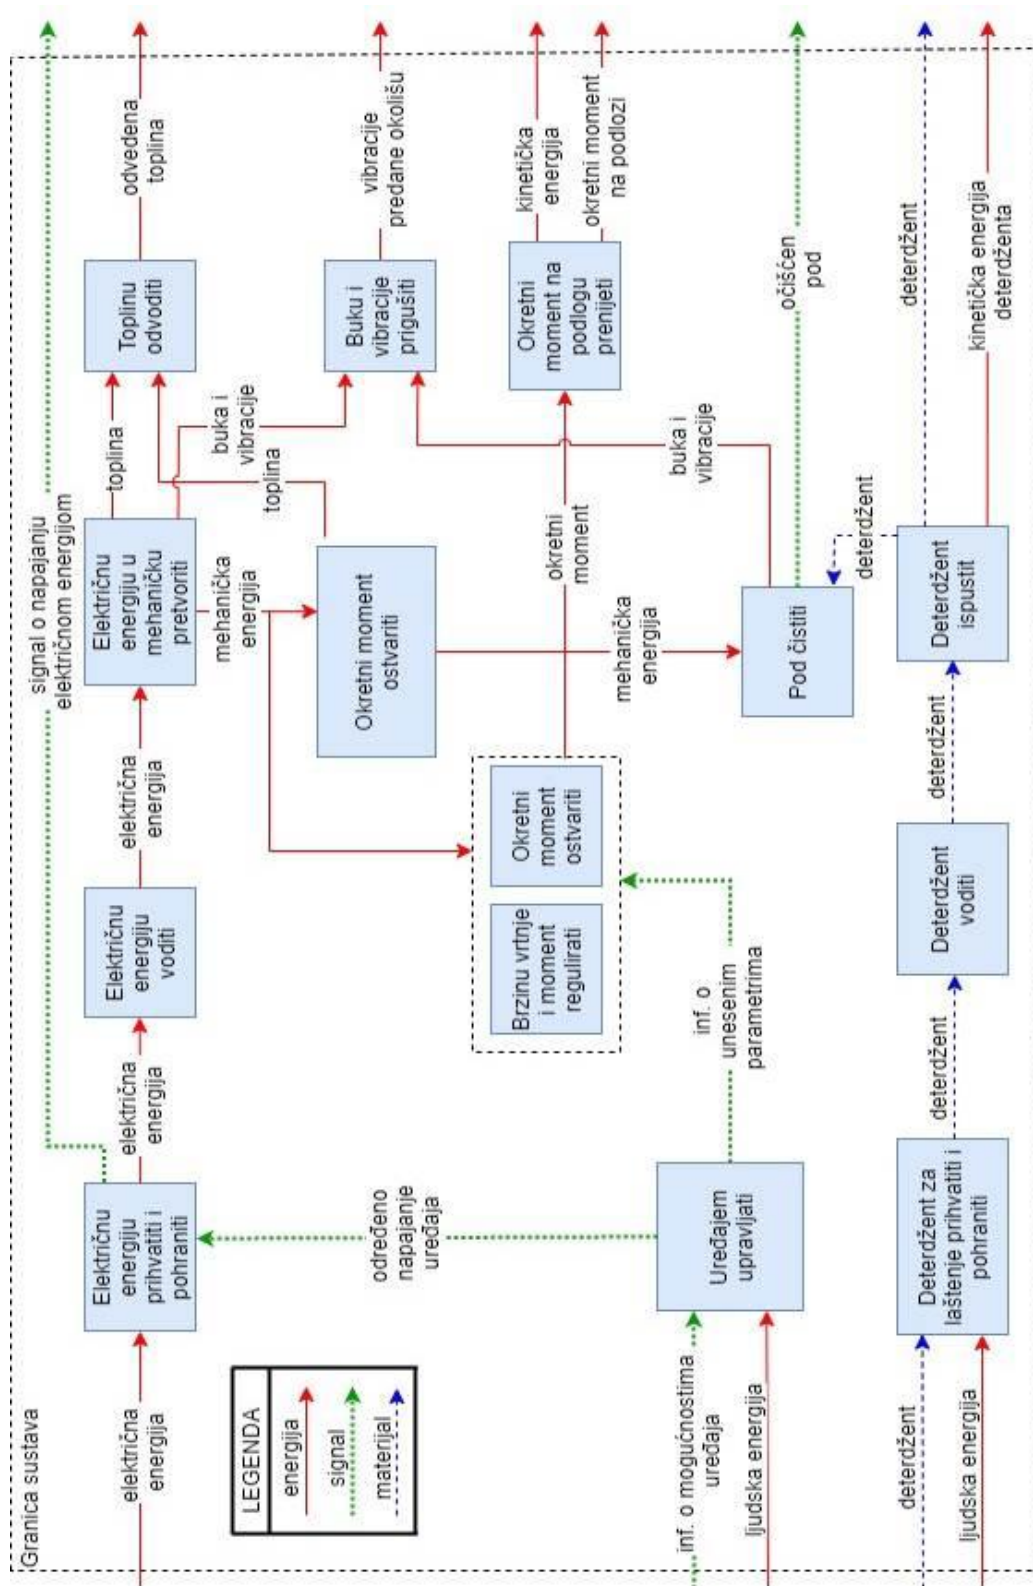 Granica sustava
električna
energija
Električnu
energiju
prihvatiti i
pohraniti
električna
energija
Električnu
energiju
voditi
električna
energija
Električnu
energiju u
mehaničku
pretvoriti
signal o napajanju
električnom energijom
toplina
Toplinu
odvoditi
odvedena
toplina
buka i
vibracije
toplina
mehanička
energija
Okretni moment
ostvariti
Buku i
vibracije
prigušiti
vibracije
predane okolišu
LEGENDA
energija
signal
materijal
određeno
napajanje
uređaja
Brzinu vrtnje
i moment
regulirati
Okretni
moment
ostvariti
okretni
moment
Okretni
moment na
podlogu
prenijeti
kinetička
energija
okretni moment
na podlozi
mehanička
energija
buka i
vibracije
inf. o mogućnostima
uređaja
ljudska energija
Uređajem
upravljati
inf. o
unesenim
parametrima
Pod čistiti
očišćen
pod
deterdžent
deterdžent
ljudska energija
Deterdžent za
laštenje prihvatiti i
pohraniti
deterdžent
Deterdžent
voditi
deterdžent
Deterdžent
ispustit
deterdžent
kinetička energija
deterdženta